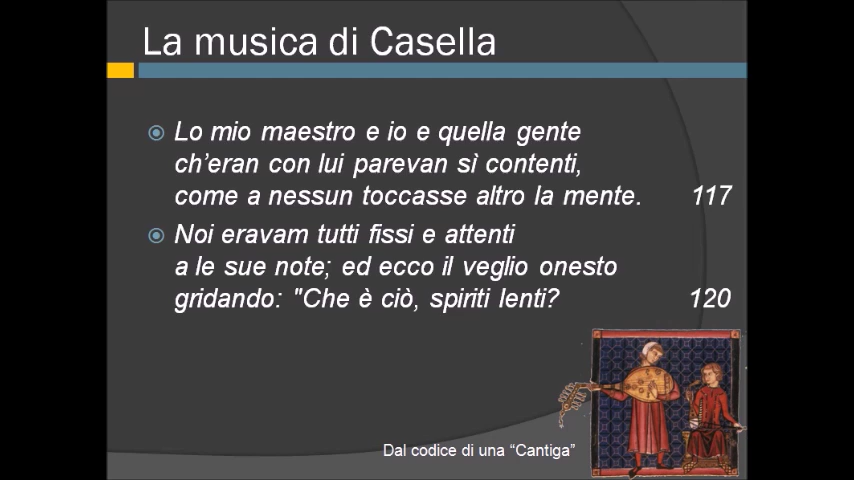 La musica di Casella
Lo mio maestro e io e quella gente
ch’eran con lui parevan sì contenti,
come a nessun toccasse altro la mente. 117
Noi eravam tutti fissi e attenti
a le sue note; ed ecco il veglio onesto
gridando: "Che è ciò, spiriti lenti? 120
Dal codice di una “Cantiga”